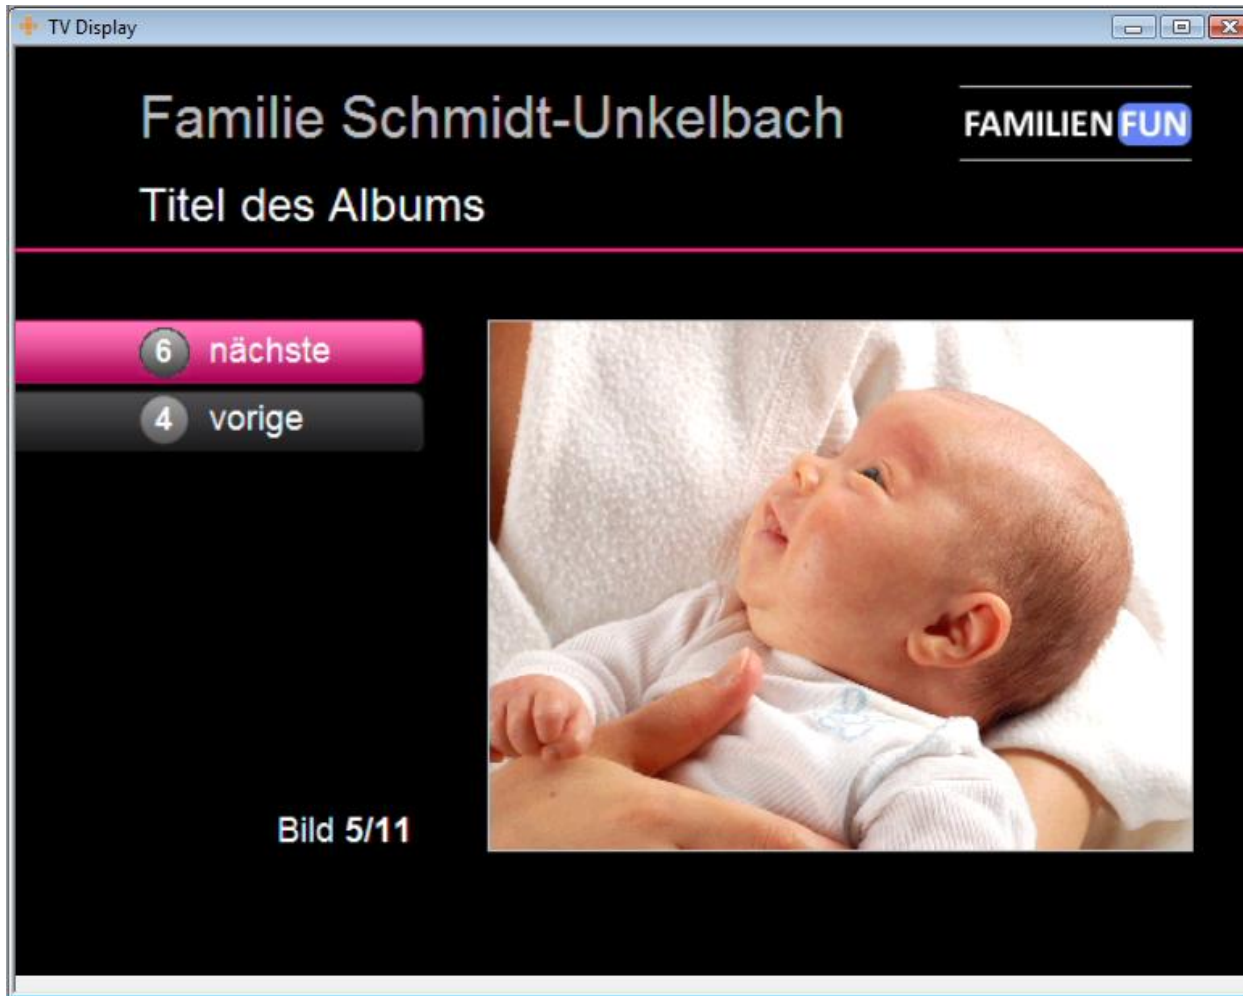 TV Display
Familie Schmidt-Unkelbach
FAMILIEN FUN
Titel des Albums
6 nächste
4 vorige
Bild 5/11